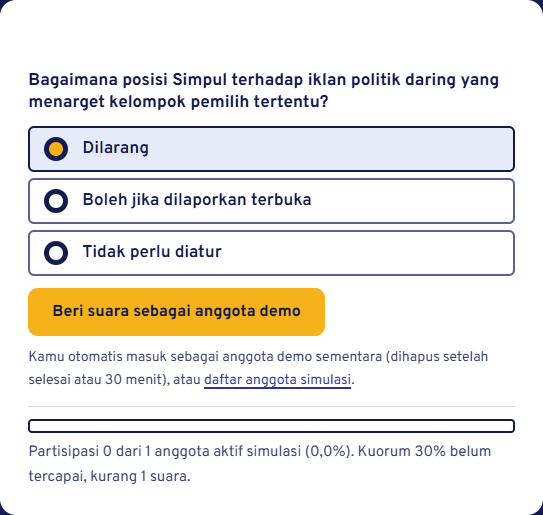 Bagaimana posisi Simpul terhadap iklan politik daring yang
menarget kelompok pemilih tertentu?
Dilarang
Boleh jika dilaporkan terbuka
Tidak perlu diatur
Beri suara sebagai anggota demo
Kamu otomatis masuk sebagai anggota demo sementara (dihapus setelah
selesai atau 30 menit), atau daftar anggota simulasi.
Partisipasi 0 dari 1 anggota aktif simulasi (0,0%). Kuorum 30% belum
tercapai, kurang 1 suara.